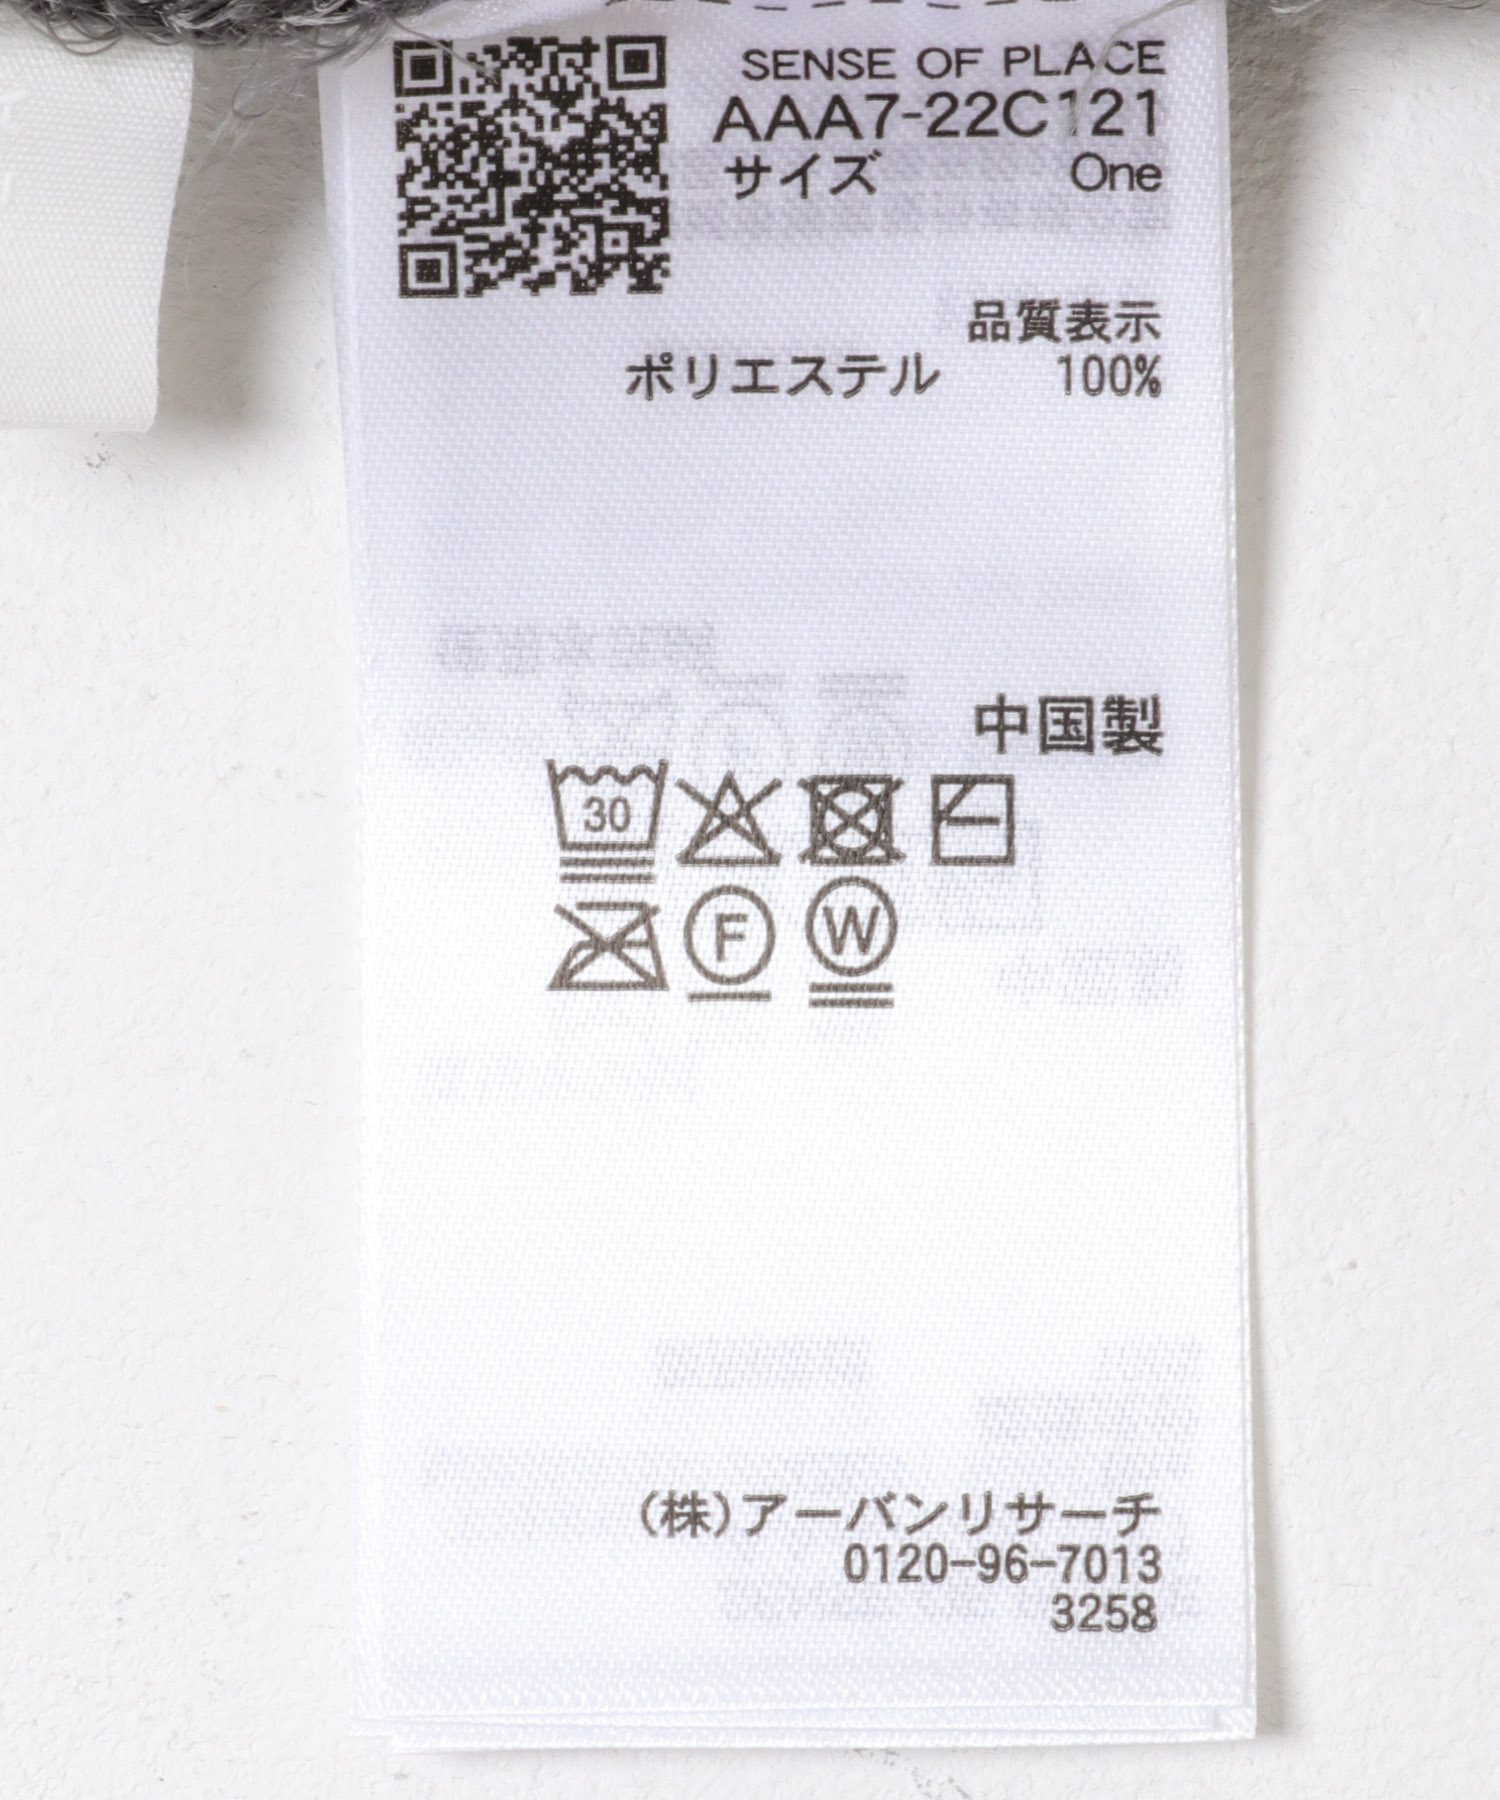 SENSE OF PLACE
AAA7-22C121
サイズ One
品質表示
ポリエステル 100%
中国製
30
F W
(株)アーバンリサーチ
0120-96-7013
3258